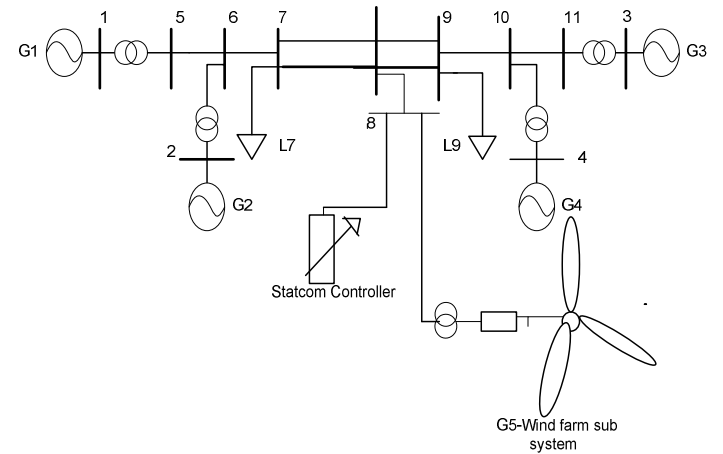 1
5
6
7
9
10
11
3
G1
G3
8
2
L7
L9
4
G2
G4
Statcom Controller
G5-Wind farm sub
system